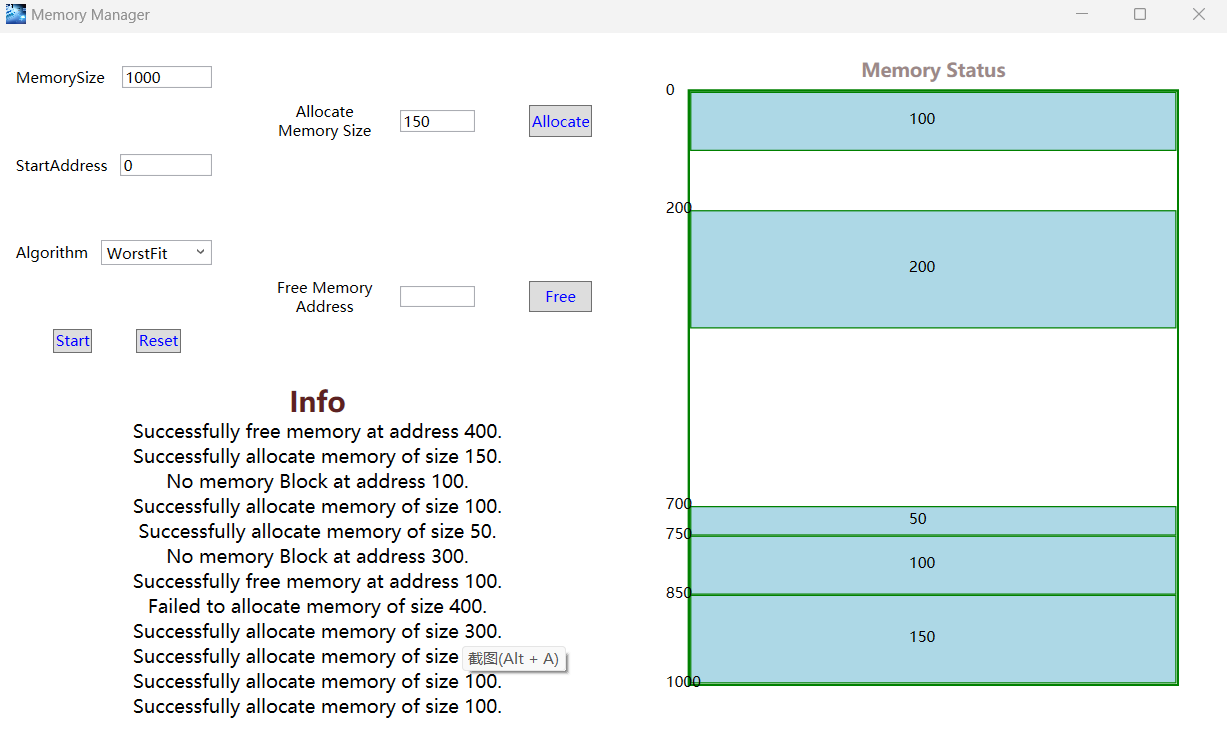 Memory Manager
MemorySize
1000
Allocate
Memory Size
150
Allocate
StartAddress
0
Algorithm
WorstFit
Free Memory
Address
Free
Start
Reset
Info
Successfully free memory at address 400.
Successfully allocate memory of size 150.
No memory Block at address 100.
Successfully allocate memory of size 100.
Successfully allocate memory of size 50.
No memory Block at address 300.
Successfully free memory at address 100.
Failed to allocate memory of size 400.
Successfully allocate memory of size 300.
Successfully allocate memory of size
截图(Alt + A)
Successfully allocate memory of size 100.
Successfully allocate memory of size 100.
Memory Status
0
100
200
200
700
50
750
100
850
150
1000